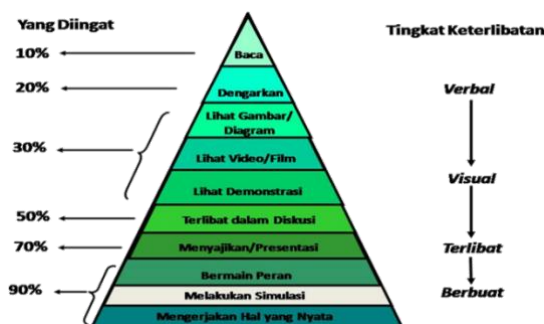 Yang Diingat
Tingkat Keterlibatan
10%
Baca
20%
Dengarkan
Verbal
Lihat Gambar/
Diagram
30%
Lihat Video/Film
Visual
Lihat Demonstrasi
50%
Terlibat dalam Diskusi
70%
Menyajikan/Presentasi
Terlibat
Bermain Peran
90%
Melakukan Simulasi
Berbuat
Mengerjakan Hal yang Nyata